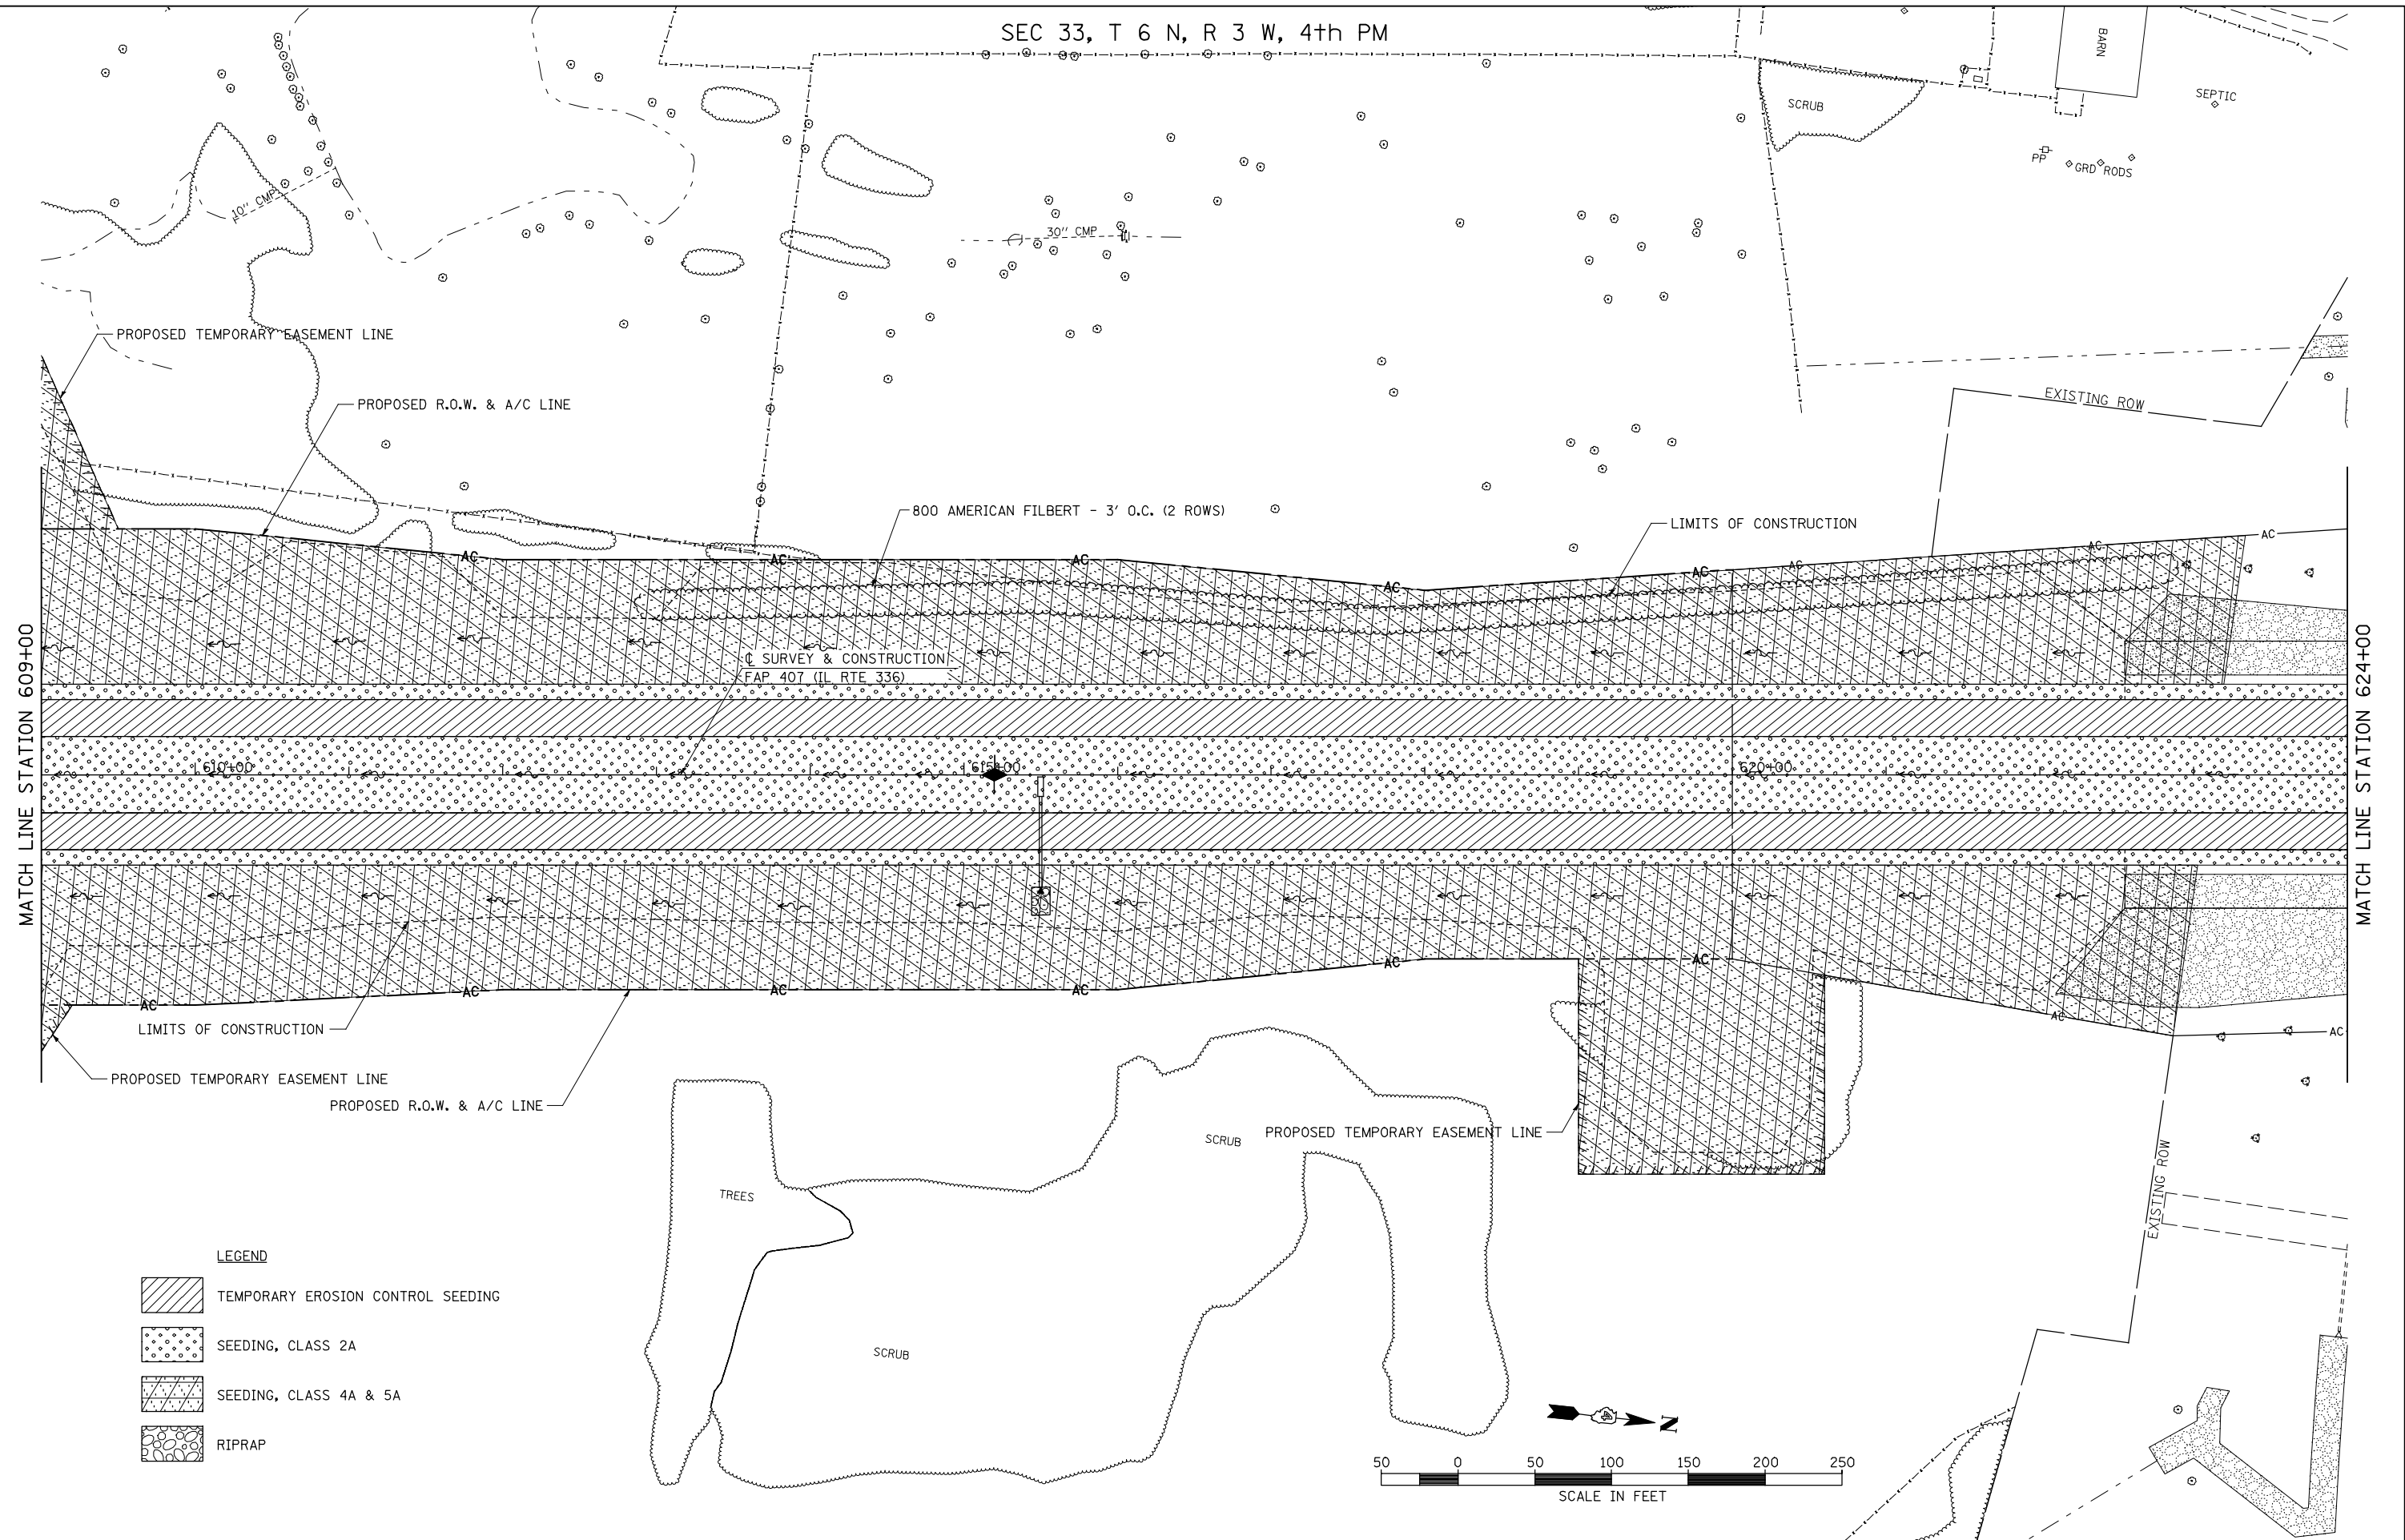 SEC 33, T 6 N, R 3 W, 4th PM
BARN
SEPTIC
SCRUB
PP
GRD RODS
10" CMP
30" CMP
PROPOSED TEMPORARY EASEMENT LINE
PROPOSED R.O.W. & A/C LINE
EXISTING ROW
800 AMERICAN FILBERT - 3' O.C. (2 ROWS)
LIMITS OF CONSTRUCTION
AC
AC
AC
AC
AC
AC
AC
AC
MATCH LINE STATION 609+00
MATCH LINE STATION 624+00
℄ SURVEY & CONSTRUCTION
FAP 407 (IL RTE 336)
610+00
615+00
620+00
AC
AC
AC
AC
AC
AC
AC
AC
LIMITS OF CONSTRUCTION
PROPOSED TEMPORARY EASEMENT LINE
PROPOSED R.O.W. & A/C LINE
PROPOSED TEMPORARY EASEMENT LINE
SCRUB
TREES
EXISTING ROW
SCRUB
LEGEND
TEMPORARY EROSION CONTROL SEEDING
SEEDING, CLASS 2A
SEEDING, CLASS 4A & 5A
RIPRAP
N
50 0 50 100 150 200 250
SCALE IN FEET